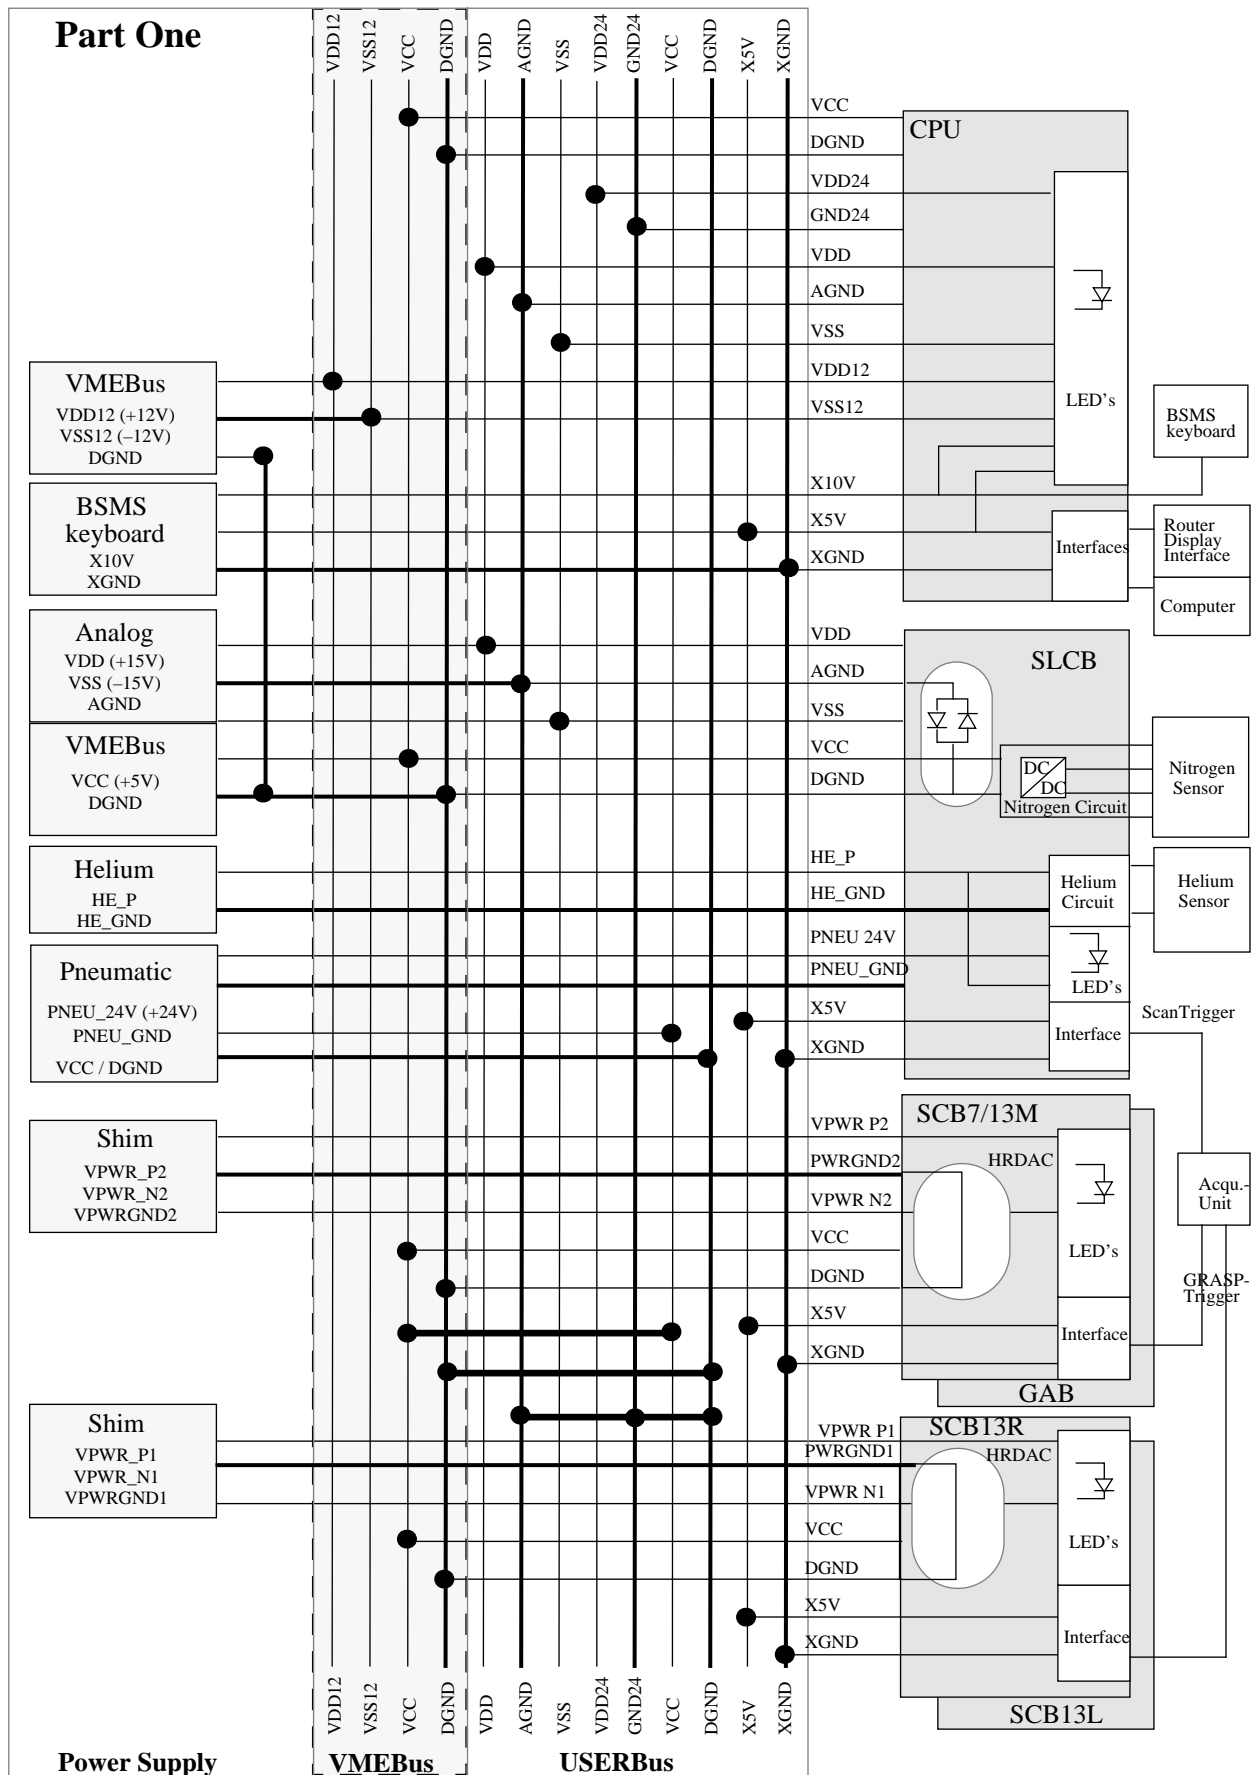 Part One
VDD12
VSS12
VCC
DGND
VDD
AGND
VSS
VDD24
GND24
VCC
DGND
X5V
XGND
VCC
DGND
VDD24
GND24
VDD
AGND
VSS
VDD12
VSS12
X10V
X5V
XGND
CPU
LED's
Interfaces
BSMS
keyboard
Router
Display
Interface
Computer
VMEBus
VDD12 (+12V)
VSS12 (–12V)
DGND
BSMS
keyboard
X10V
XGND
Analog
VDD (+15V)
VSS (–15V)
AGND
VMEBus
VCC (+5V)
DGND
Helium
HE_P
HE_GND
Pneumatic
PNEU_24V (+24V)
PNEU_GND
VCC / DGND
Shim
VPWR_P2
VPWR_N2
VPWRGND2
Shim
VPWR_P1
VPWR_N1
VPWRGND1
VDD
AGND
VSS
VCC
DGND
HE_P
HE_GND
PNEU 24V
PNEU_GND
X5V
XGND
SLCB
DC
DC
Nitrogen Circuit
Nitrogen
Sensor
Helium
Circuit
Helium
Sensor
LED's
Interface
ScanTrigger
VPWR P2
PWRGND2
VPWR N2
VCC
DGND
X5V
XGND
SCB7/13M
HRDAC
LED's
Interface
GAB
Acqu.-
Unit
GRASP-
Trigger
VPWR P1
PWRGND1
VPWR N1
VCC
DGND
X5V
XGND
SCB13R
HRDAC
LED's
Interface
SCB13L
VDD12
VSS12
VCC
DGND
VDD
AGND
VSS
VDD24
GND24
VCC
DGND
X5V
XGND
Power Supply
VMEBus
USERBus